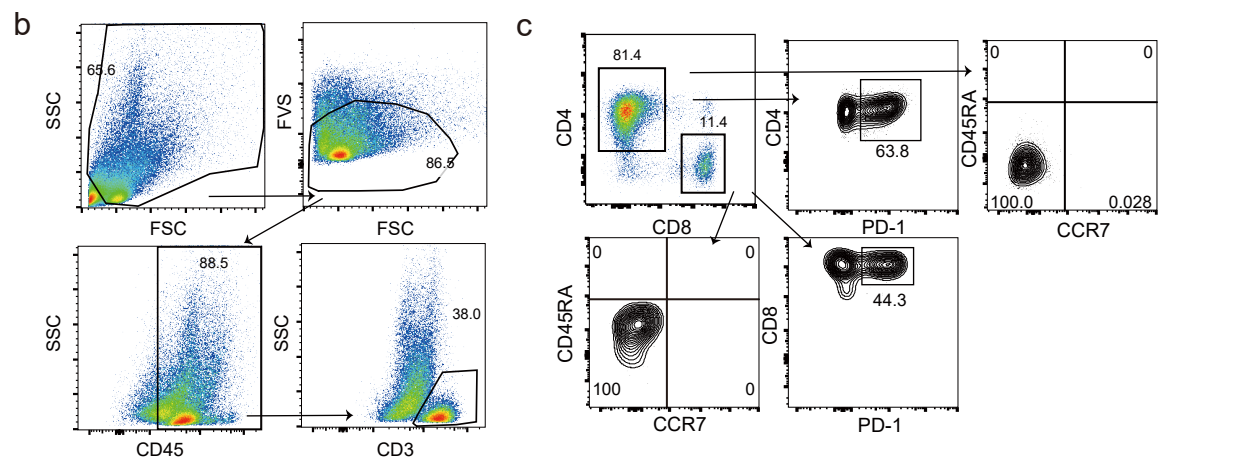 b
SSC
65.6
FSC
FVS
86.5
FSC
SSC
88.5
CD45
SSC
38.0
CD3
c
CD4
81.4
11.4
CD8
CD4
63.8
PD-1
CD45RA
0
0
100.0
0.028
CCR7
CD45RA
0
0
100
0
CCR7
CD8
44.3
PD-1